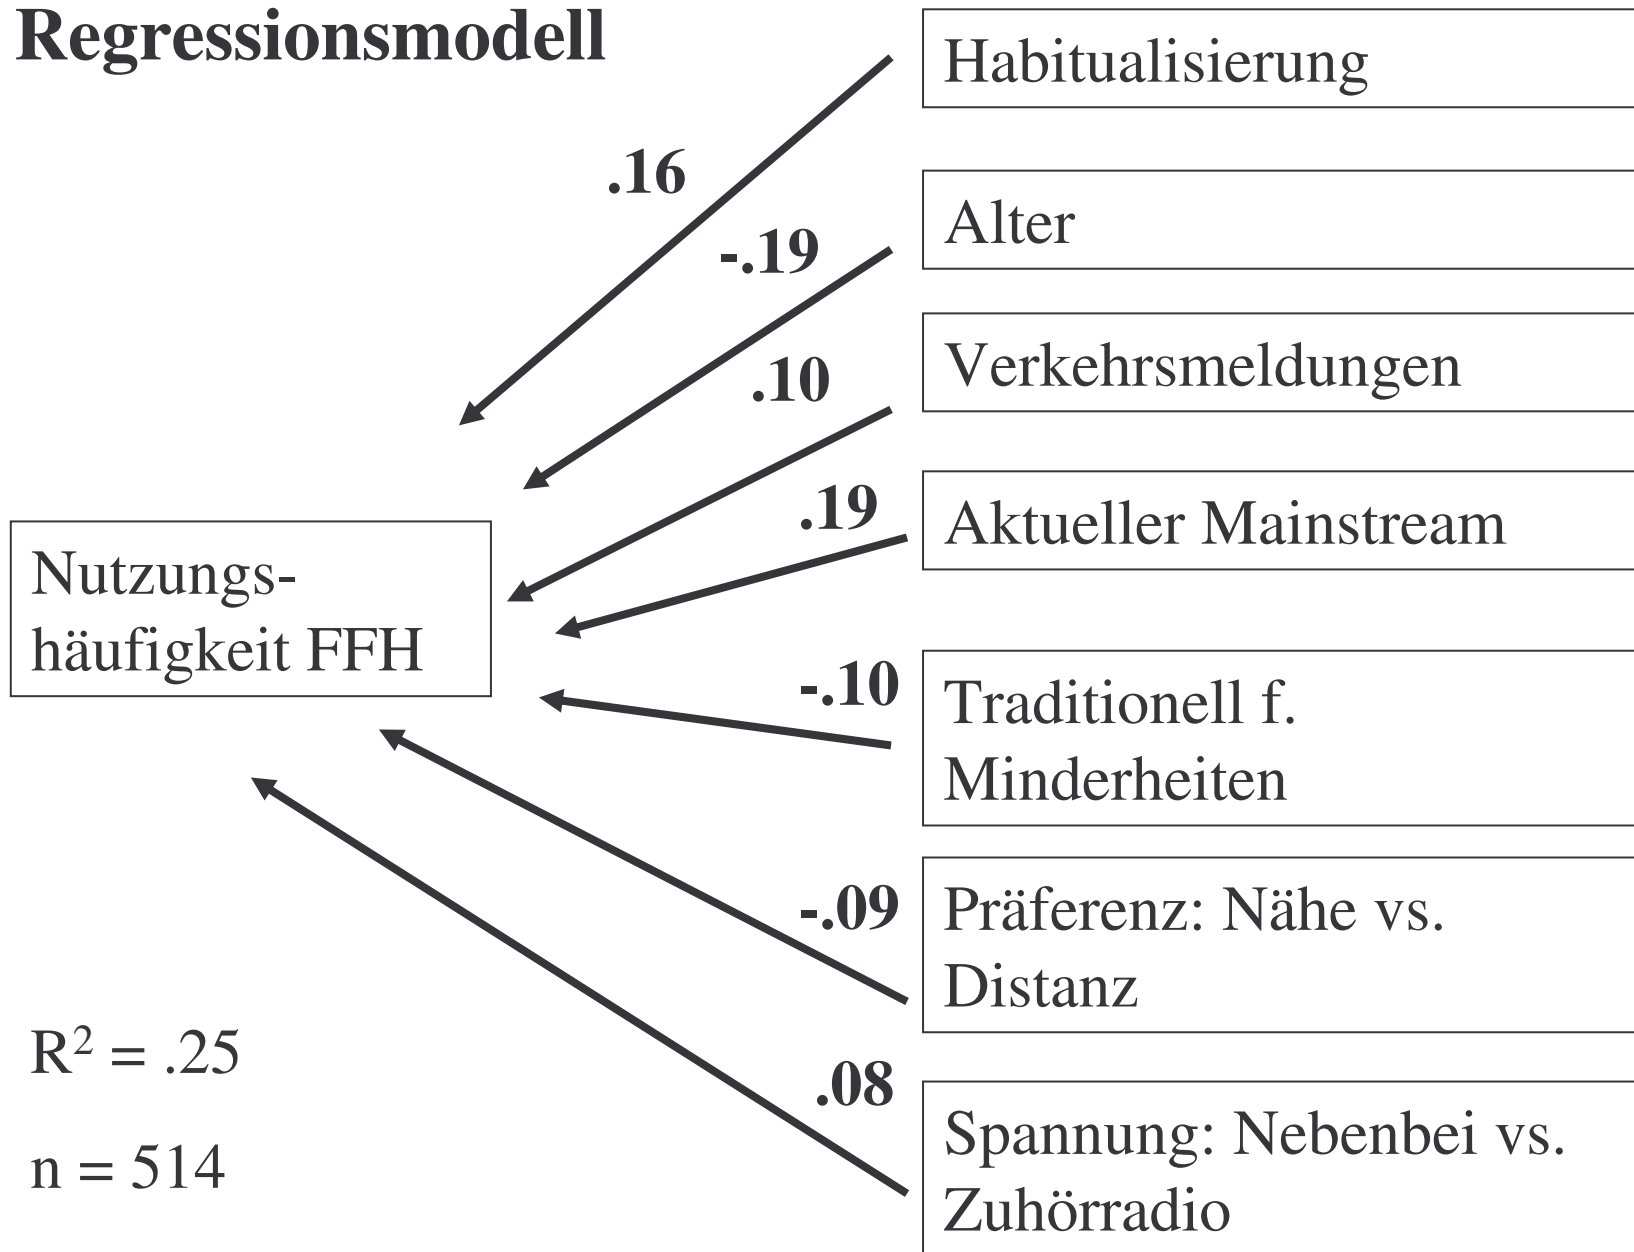 Regressionsmodell
Habitualisierung
.16
Alter
-.19
Verkehrsmeldungen
.10
Aktueller Mainstream
.19
Nutzungs-
häufigkeit FFH
Traditionell f.
Minderheiten
-.10
Präferenz: Nähe vs.
Distanz
-.09
Spannung: Nebenbei vs.
Zuhörradio
.08
R² = .25
n = 514